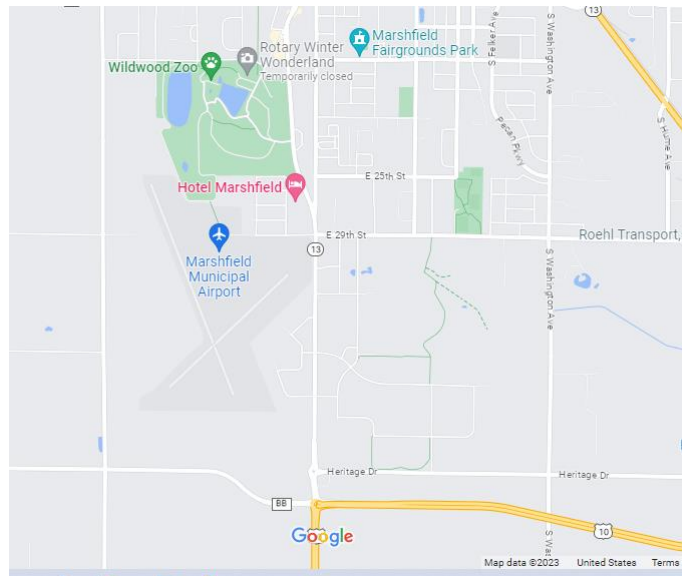 13
S Felker Ave
S Washington Ave
Marshfield
Fairgrounds Park
Rotary Winter
Wonderland
Temporarily closed
Wildwood Zoo
Pecan Pkwy
S Hume Ave
E 25th St
Hotel Marshfield
E 29th St
Roehl Transport,
13
Marshfield
Municipal
Airport
S Washington Ave
Heritage Dr
Heritage Dr
BB
10
Google
S Was
Map data ©2023 United States Terms